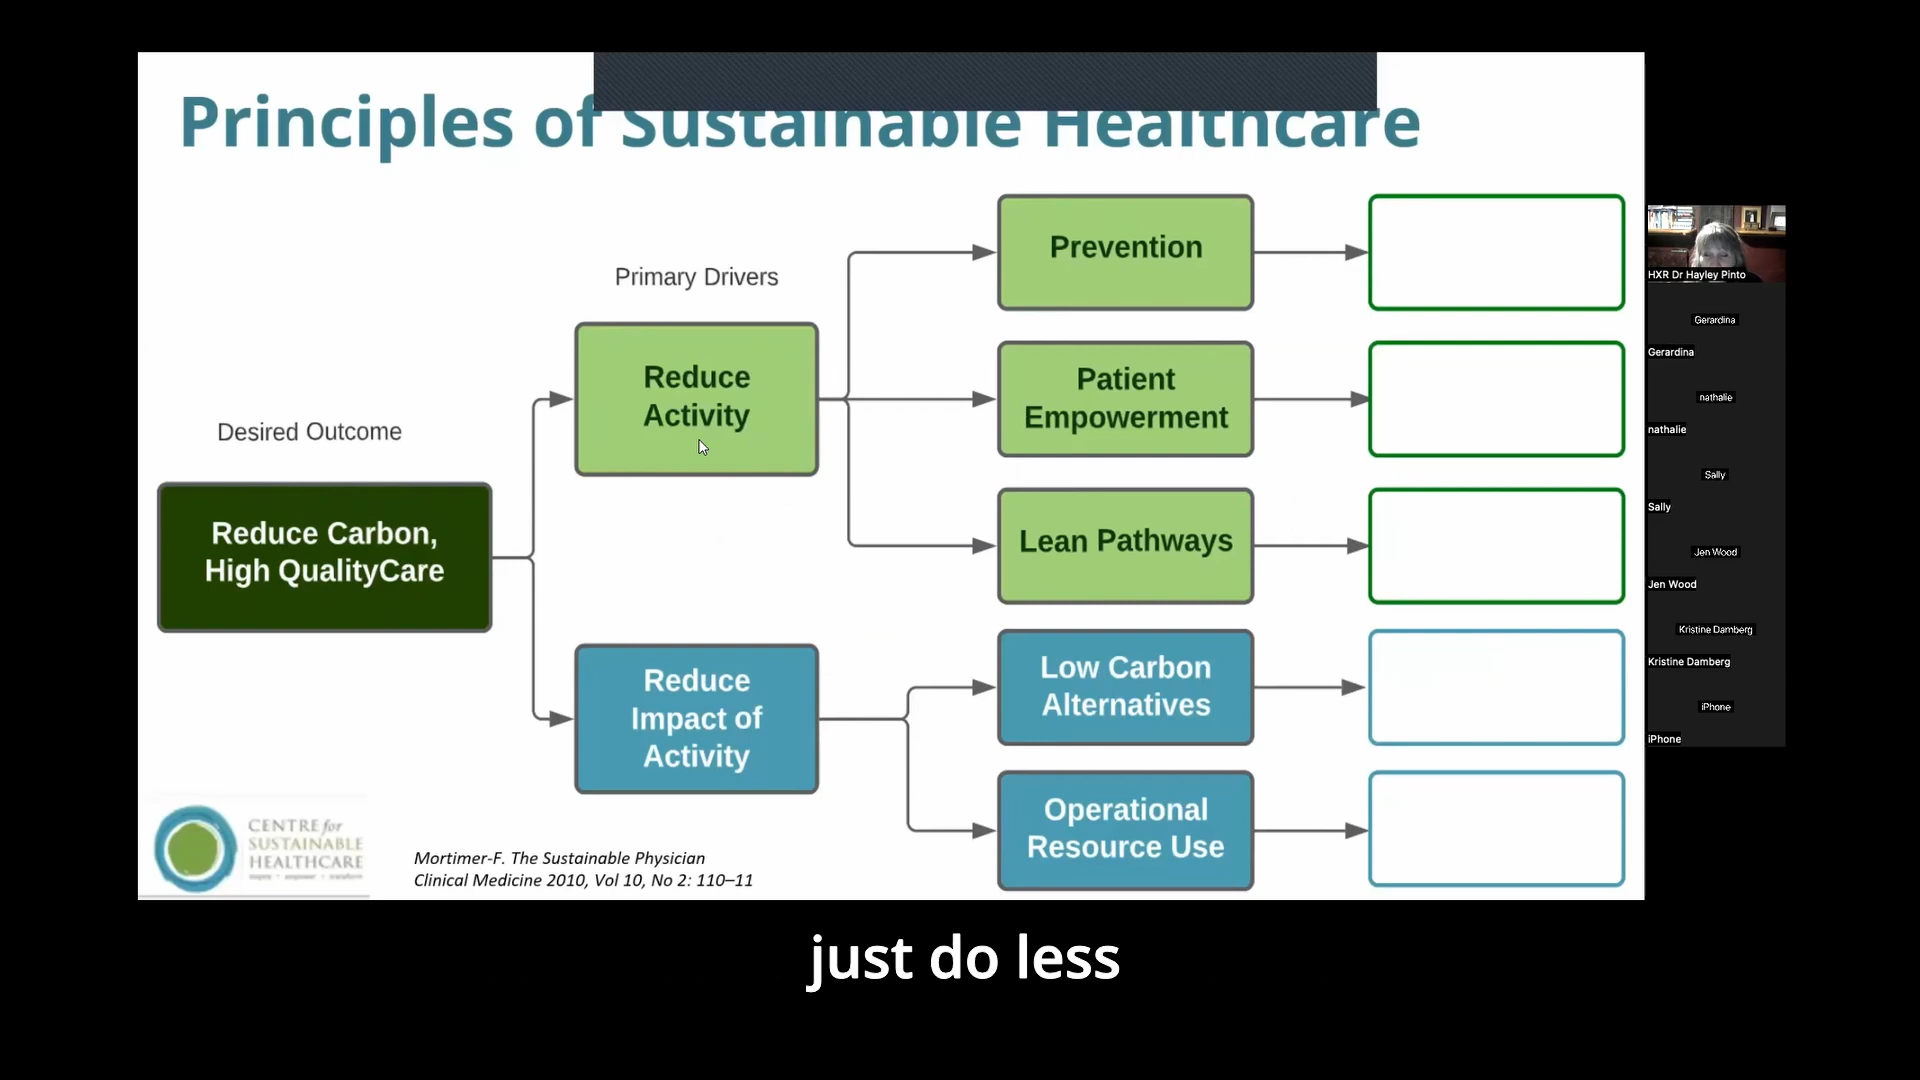 Principles of Sustainable Healthcare
Primary Drivers
Desired Outcome
Reduce Carbon,
High QualityCare
Reduce
Activity
Reduce
Impact of
Activity
Prevention
Patient
Empowerment
Lean Pathways
Low Carbon
Alternatives
Operational
Resource Use
CENTRE for
SUSTAINABLE
HEALTHCARE
Mortimer-F. The Sustainable Physician
Clinical Medicine 2010, Vol 10, No 2: 110–11
HXR Dr Hayley Pinto
Gerardina
Gerardina
nathalie
nathalie
Sally
Sally
Jen Wood
Jen Wood
Kristine Damberg
Kristine Damberg
iPhone
iPhone
just do less